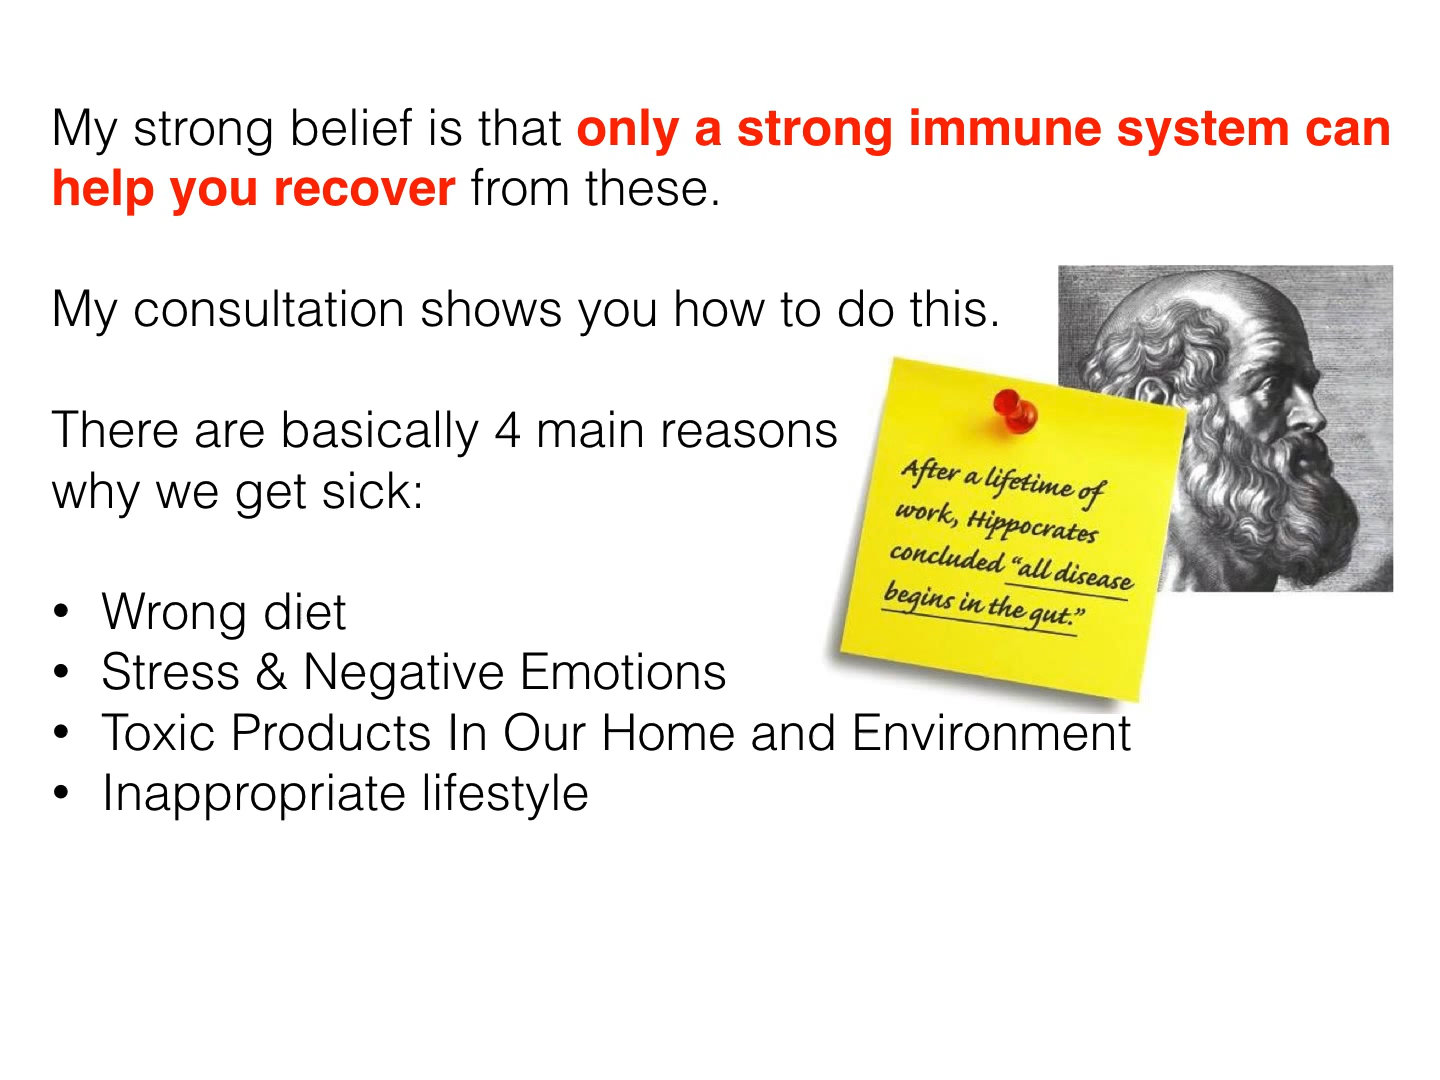 My strong belief is that only a strong immune system can
help you recover from these.
My consultation shows you how to do this.
There are basically 4 main reasons
why we get sick:
• Wrong diet
• Stress & Negative Emotions
• Toxic Products In Our Home and Environment
• Inappropriate lifestyle
After a lifetime of
work, Hippocrates
concluded “all disease
begins in the gut.”